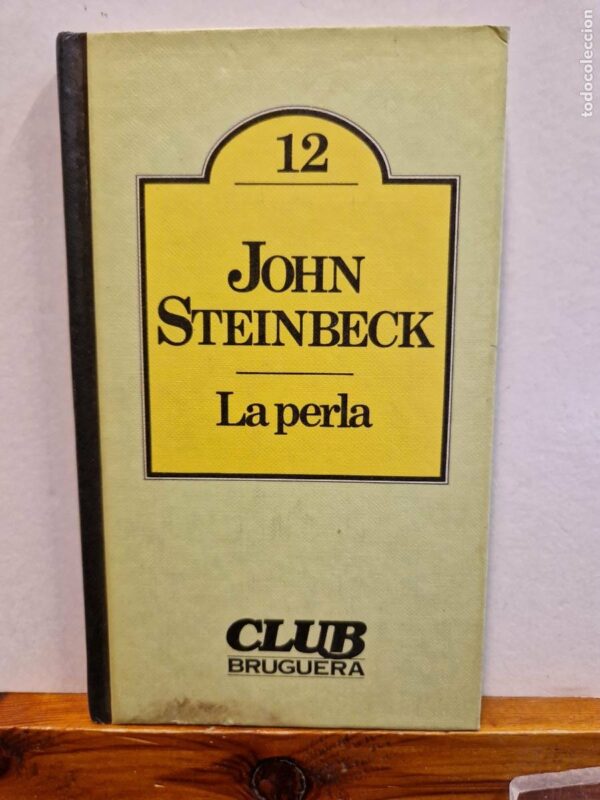 12
JOHN
STEINBECK
La perla
CLUB
BRUGUERA
todocoleccion